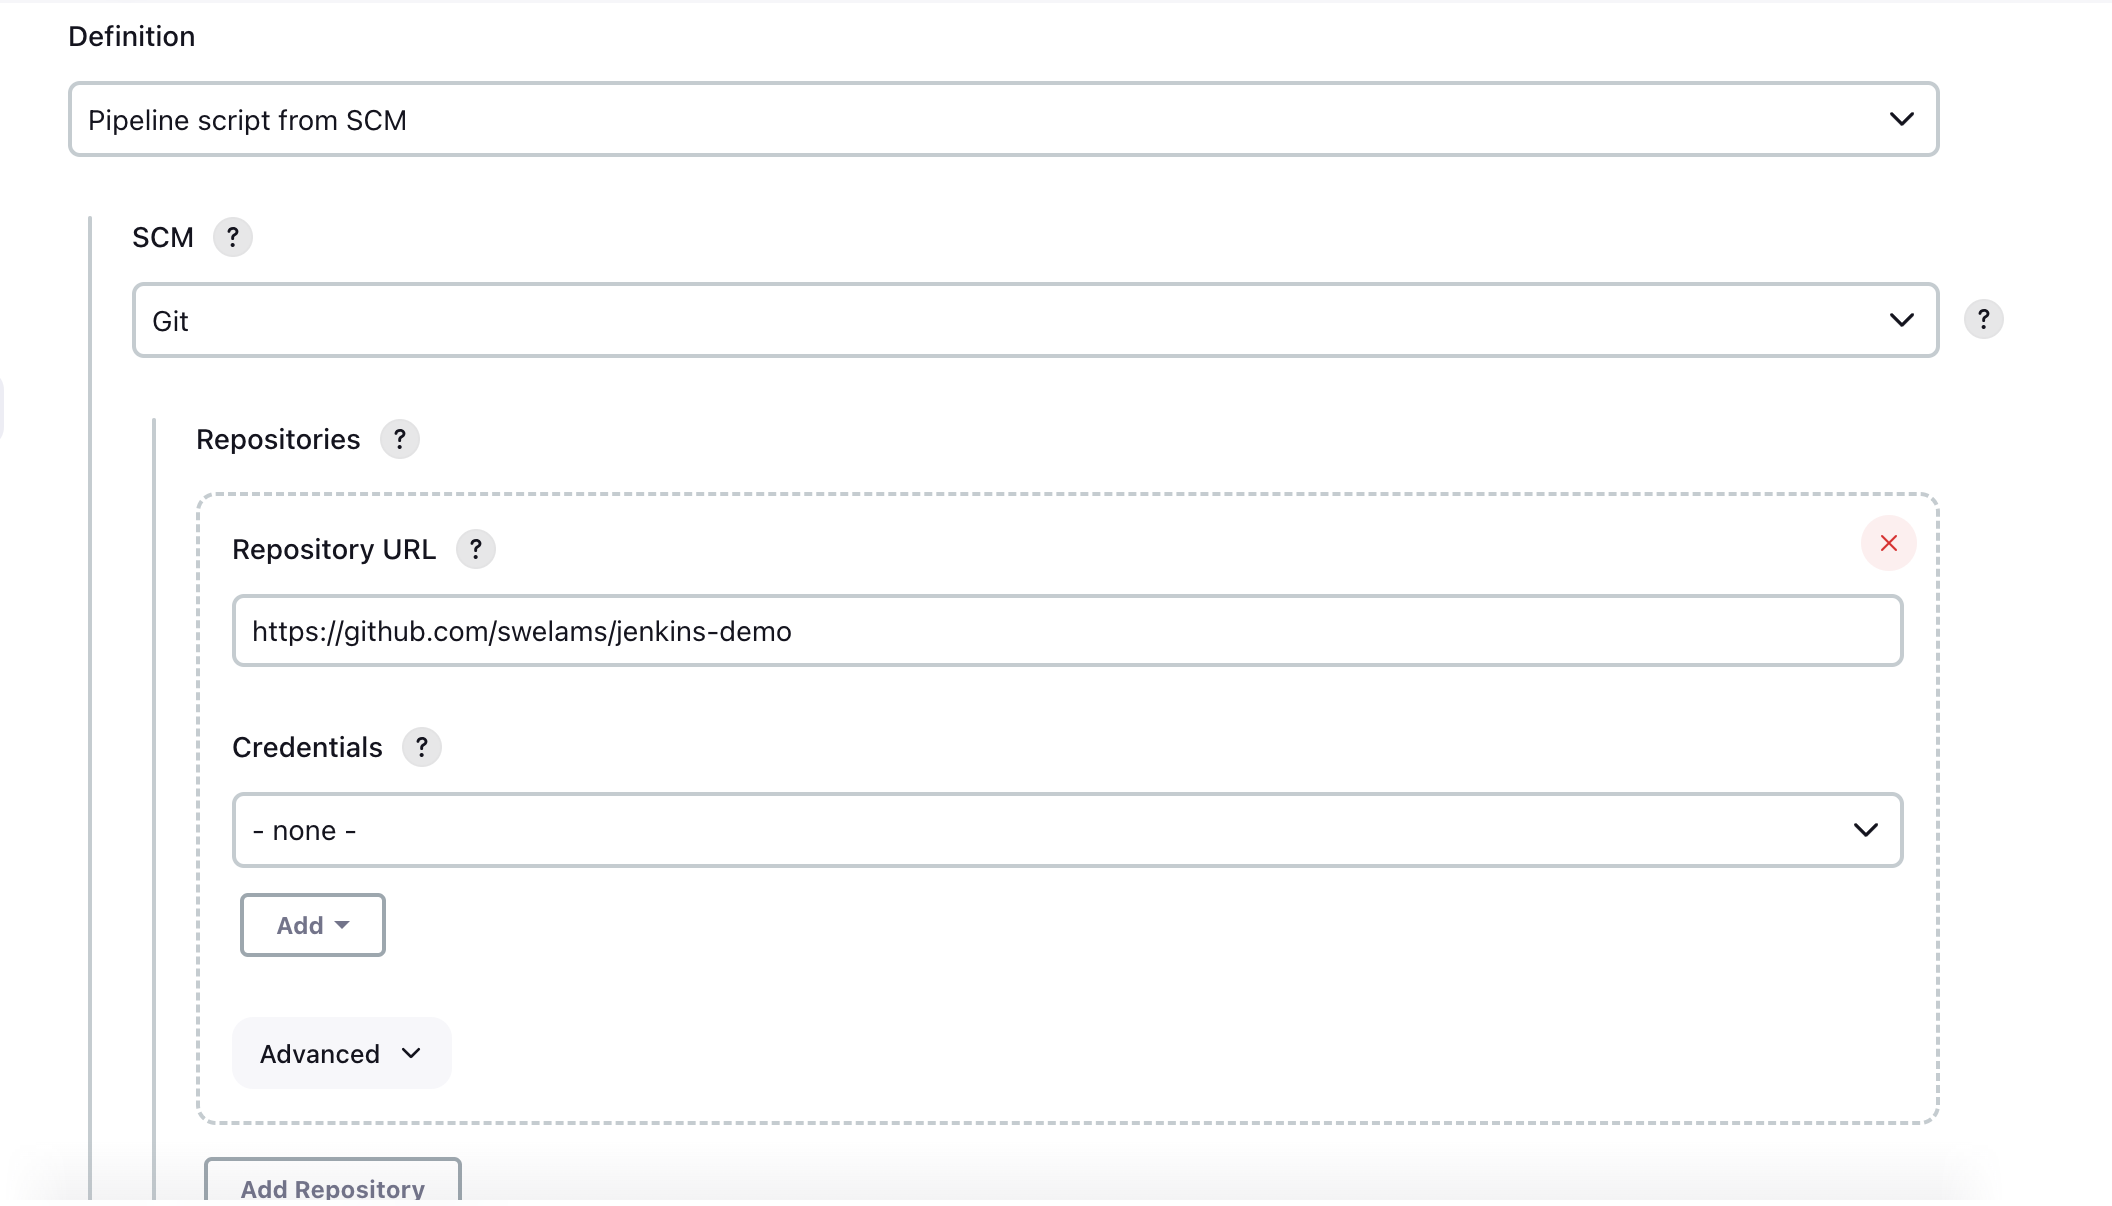 Definition
Pipeline script from SCM
SCM ?
Git
?
Repositories ?
Repository URL ?
https://github.com/swelams/jenkins-demo
Credentials ?
- none -
Add
Advanced
Add Repository